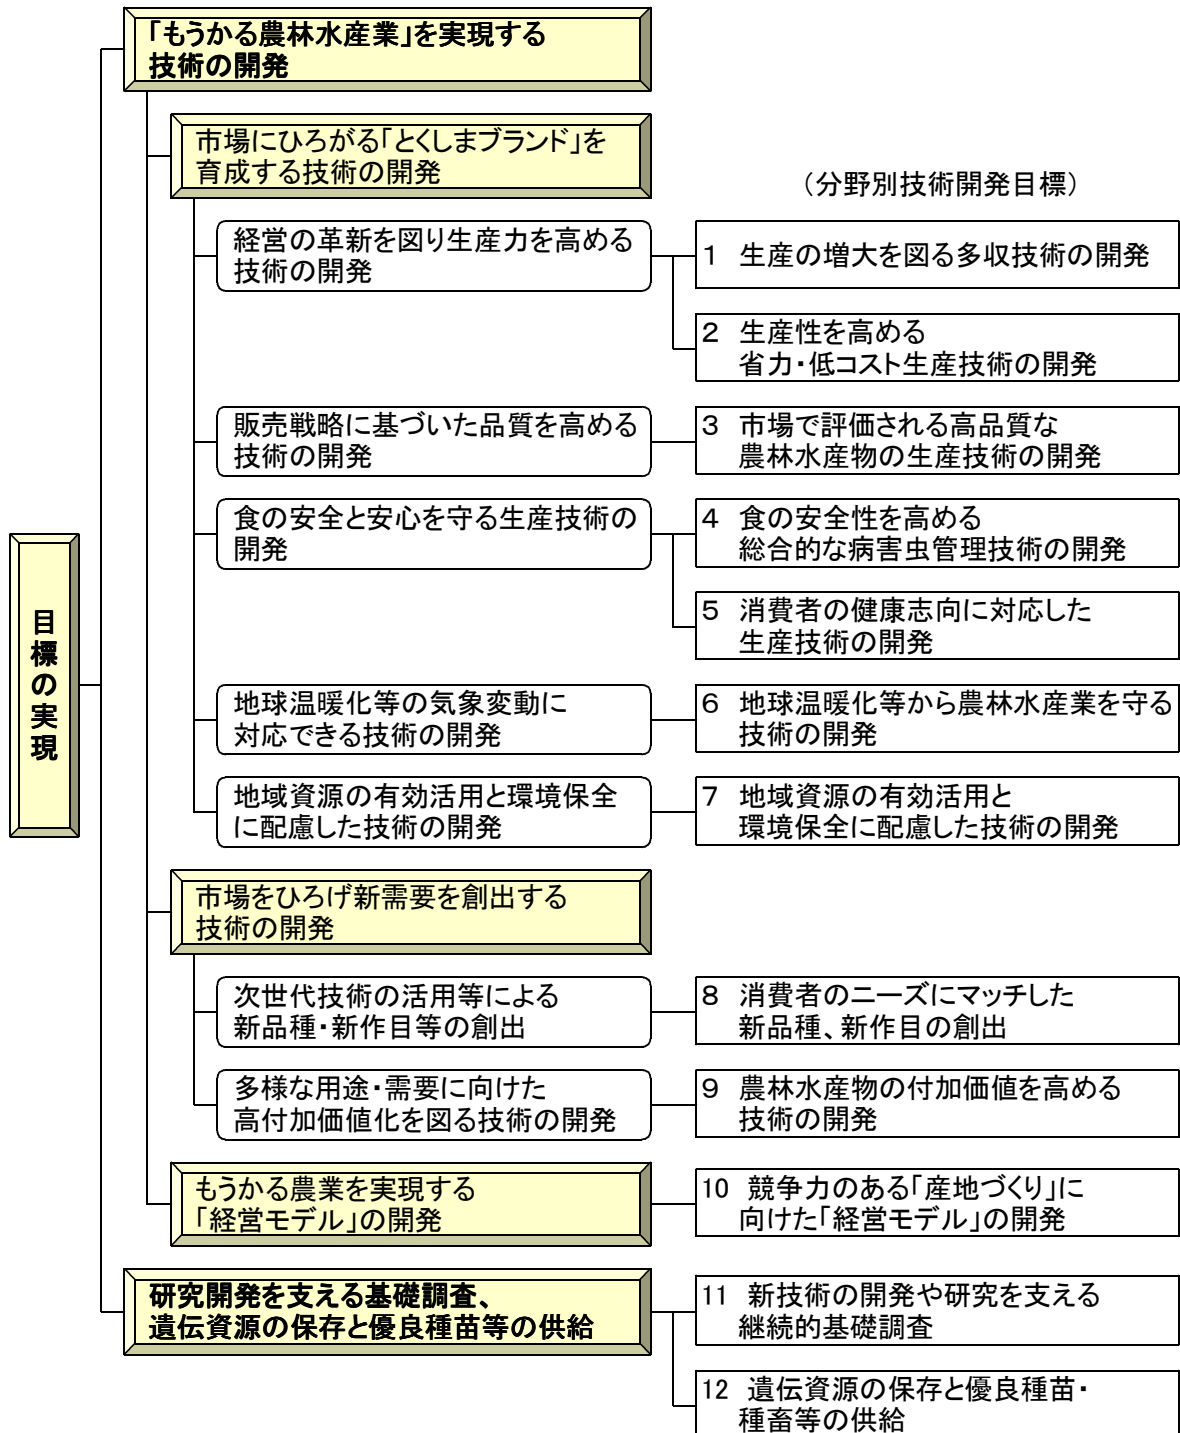 「もうかる農林水産業」を実現する
技術の開発
市場にひろがる「とくしまブランド」を
育成する技術の開発
（分野別技術開発目標）
経営の革新を図り生産力を高める
技術の開発
1 生産の増大を図る多収技術の開発
2 生産性を高める
省力・低コスト生産技術の開発
販売戦略に基づいた品質を高める
技術の開発
3 市場で評価される高品質な
農林水産物の生産技術の開発
食の安全と安心を守る生産技術の
開発
4 食の安全性を高める
総合的な病害虫管理技術の開発
5 消費者の健康志向に対応した
生産技術の開発
目標の実現
地球温暖化等の気象変動に
対応できる技術の開発
6 地球温暖化等から農林水産業を守る
技術の開発
地域資源の有効活用と環境保全
に配慮した技術の開発
7 地域資源の有効活用と
環境保全に配慮した技術の開発
市場をひろげ新需要を創出する
技術の開発
次世代技術の活用等による
新品種・新作目等の創出
8 消費者のニーズにマッチした
新品種、新作目の創出
多様な用途・需要に向けた
高付加価値化を図る技術の開発
9 農林水産物の付加価値を高める
技術の開発
もうかる農業を実現する
「経営モデル」の開発
10 競争力のある「産地づくり」に
向けた「経営モデル」の開発
研究開発を支える基礎調査、
遺伝資源の保存と優良種苗等の供給
11 新技術の開発や研究を支える
継続的基礎調査
12 遺伝資源の保存と優良種苗・
種畜等の供給